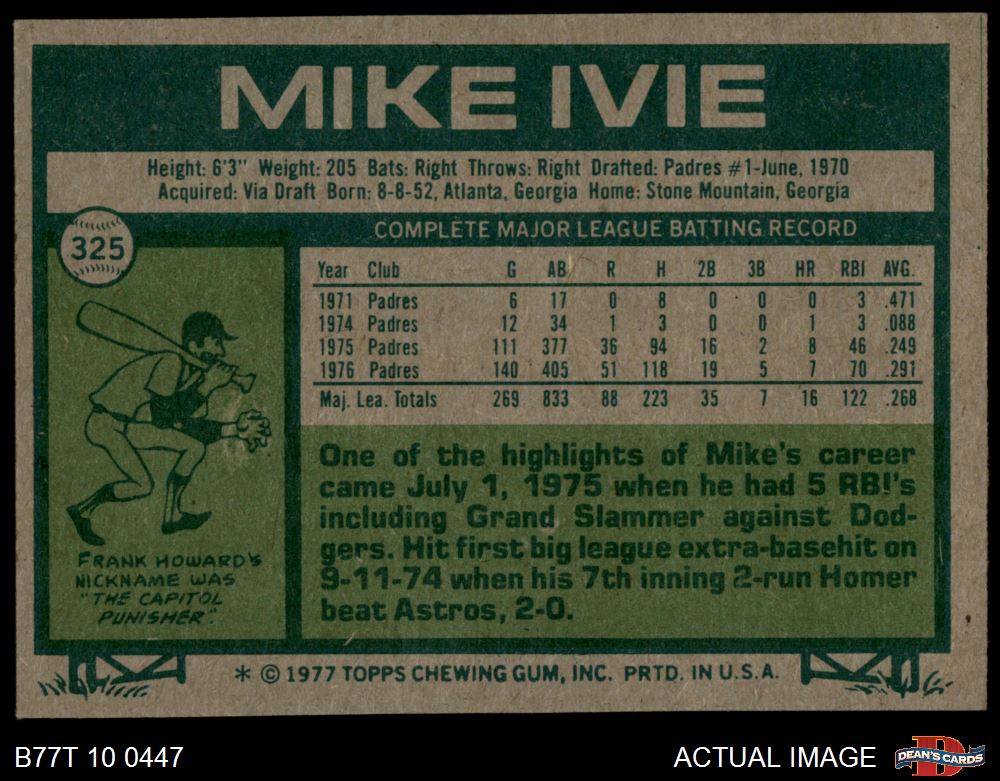 MIKE IVIE
Height: 6'3" Weight: 205 Bats: Right Throws: Right Drafted: Padres #1-June, 1970
Acquired: Via Draft Born: 8-8-52, Atlanta, Georgia Home: Stone Mountain, Georgia
325
COMPLETE MAJOR LEAGUE BATTING RECORD
Year Club G AB R H 2B 3B HR RBI AVG.
1971 Padres 6 17 0 8 0 0 0 3 .471
1974 Padres 12 34 1 3 0 0 1 3 .088
1975 Padres 111 377 36 94 16 2 8 46 .249
1976 Padres 140 405 51 118 19 5 7 70 .291
Maj. Lea. Totals 269 833 88 223 35 7 16 122 .268
One of the highlights of Mike's career
came July 1, 1975 when he had 5 RBI's
including Grand Slammer against Dod-
gers. Hit first big league extra-basehit on
9-11-74 when his 7th inning 2-run Homer
beat Astros, 2-0.
FRANK HOWARD'S
NICKNAME WAS
"THE CAPITOL
PUNISHER".
* © 1977 TOPPS CHEWING GUM, INC. PRTD. IN U.S.A.
B77T 10 0447
ACTUAL IMAGE
D
DEAN'S CARDS